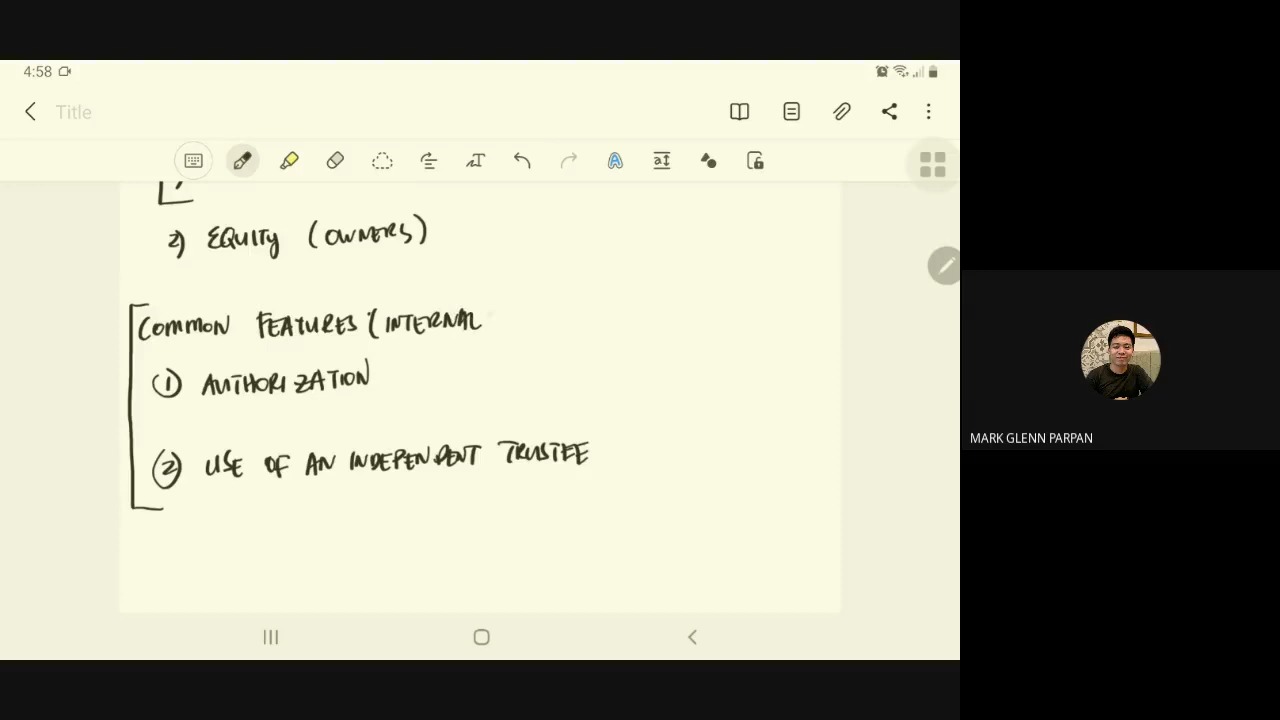 4:58
Title
2) EQUITY (OWNERS)
COMMON FEATURES (INTERNAL
① AUTHORIZATION
② USE OF AN INDEPENDENT TRUSTEE
MARK GLENN PARPAN